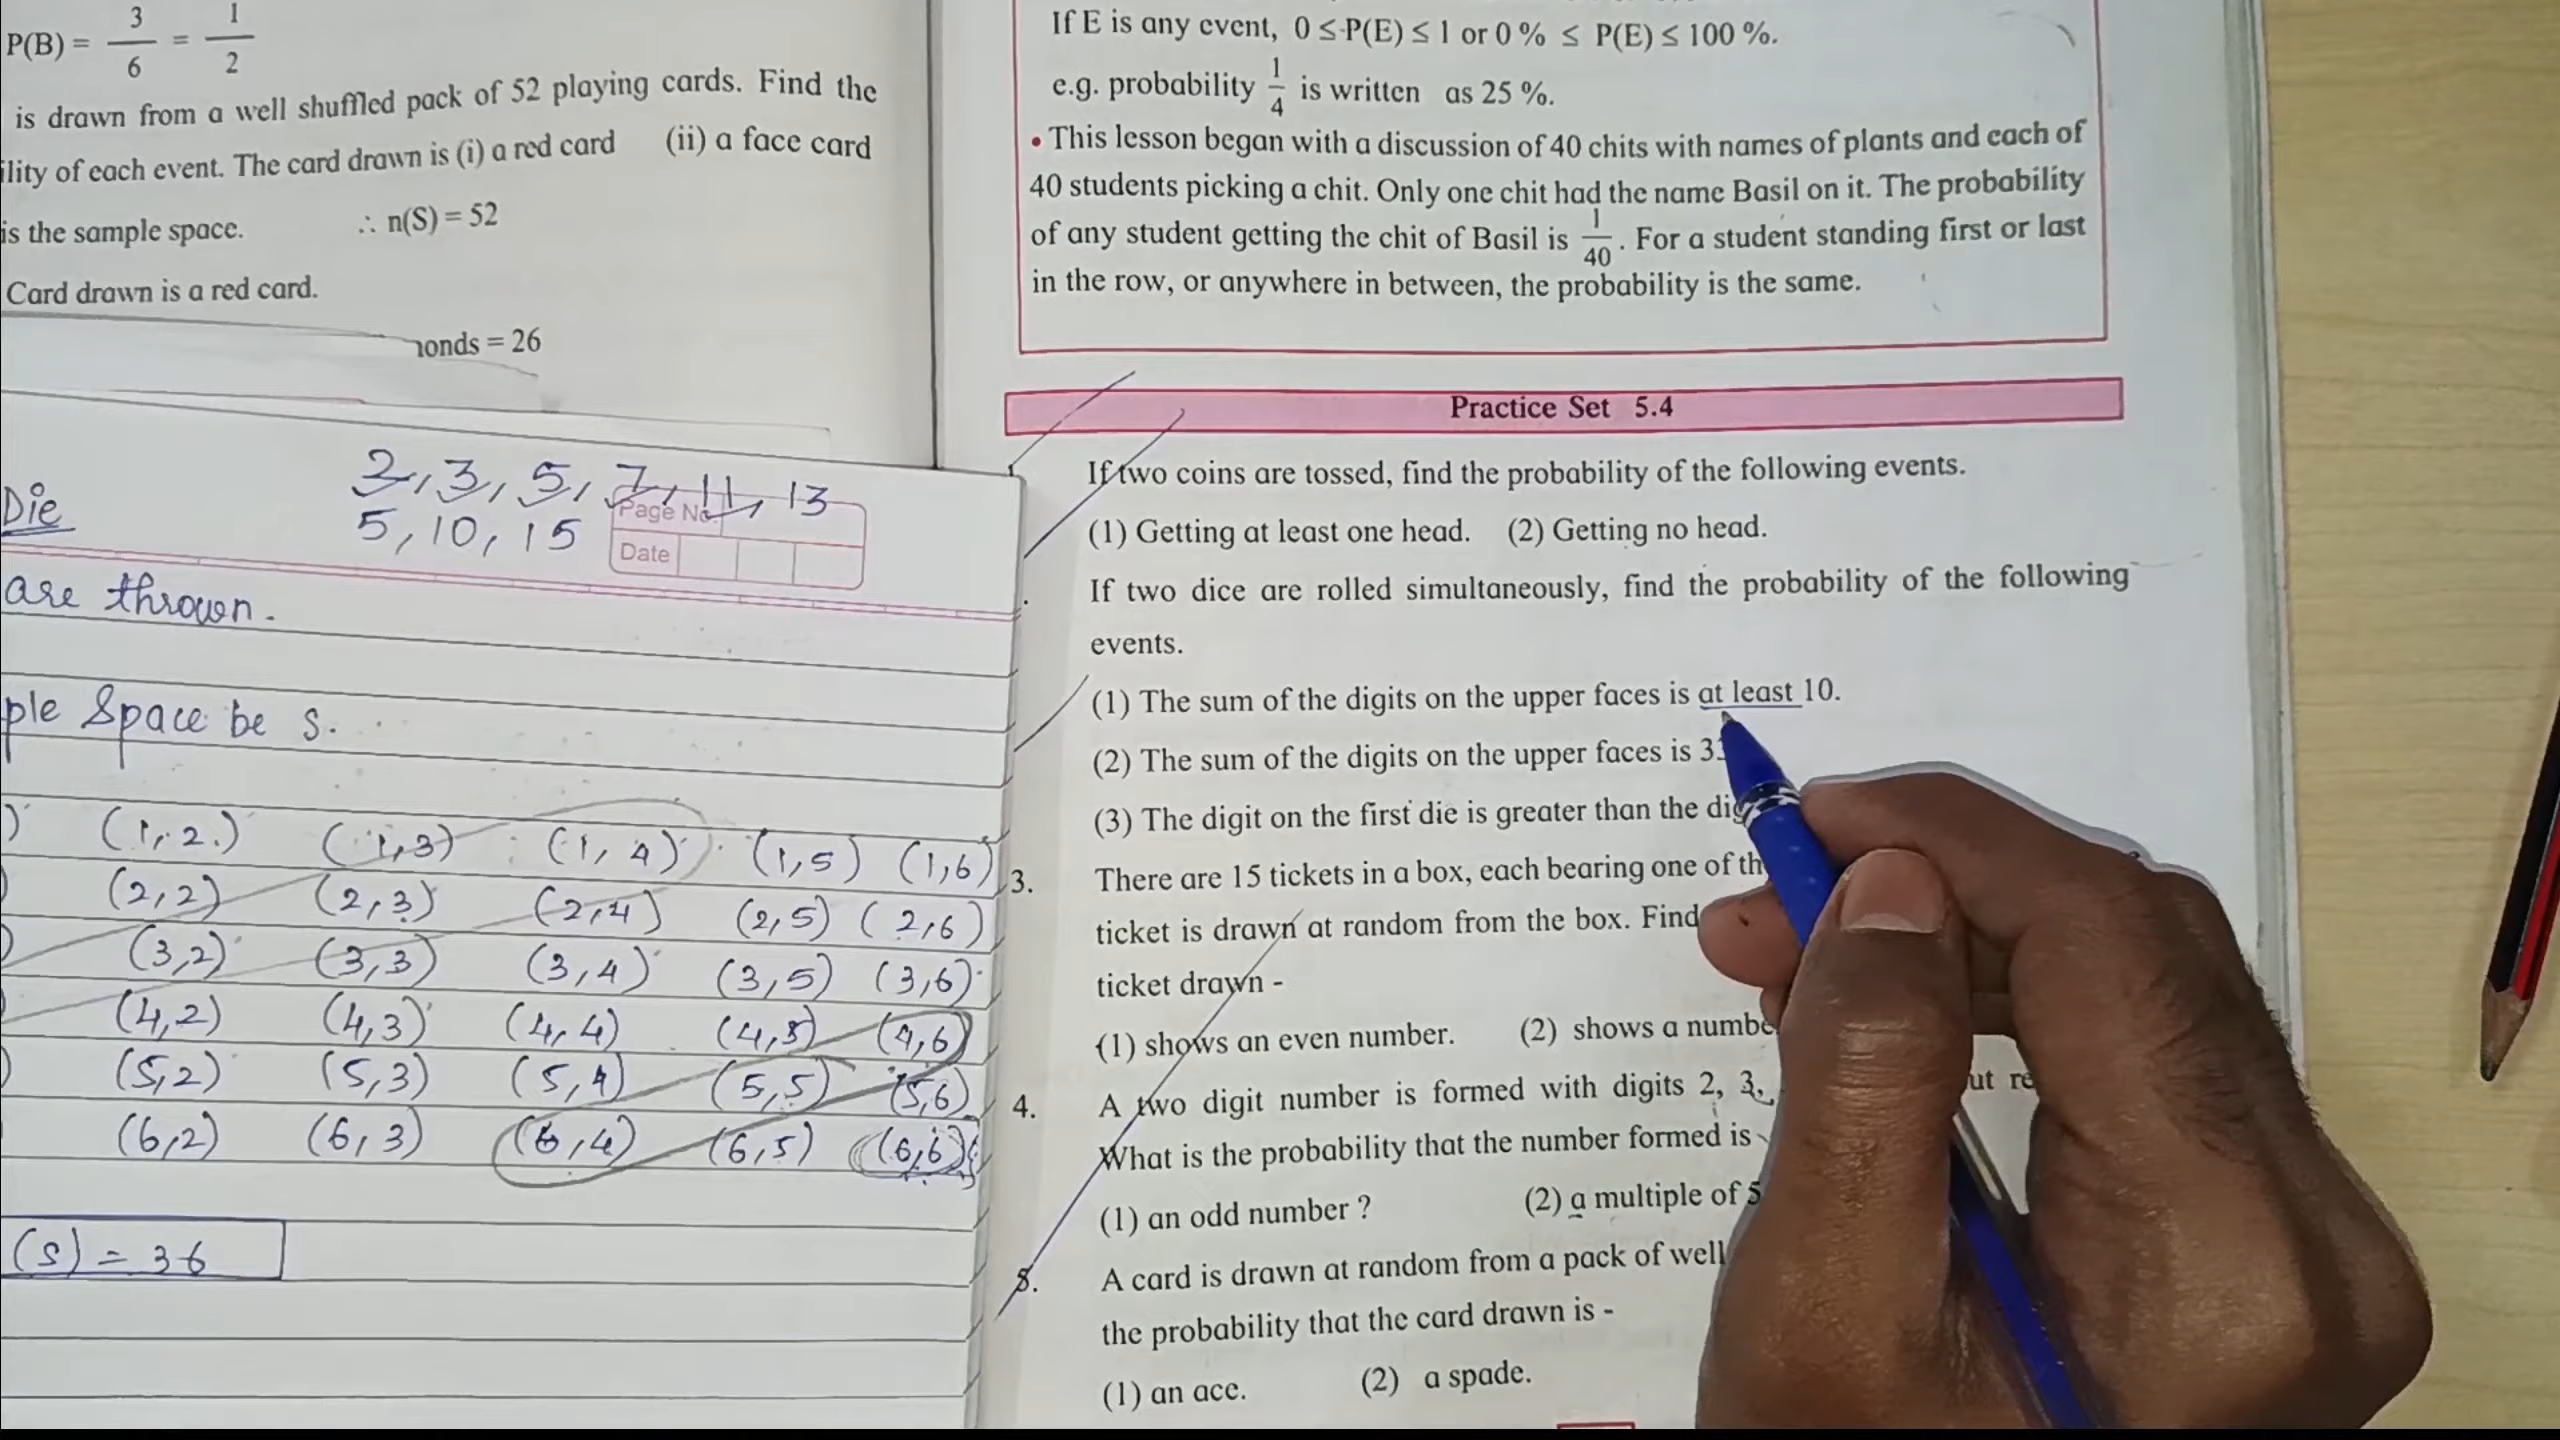 P(B) = 3/6 = 1/2
is drawn from a well shuffled pack of 52 playing cards. Find the
ility of each event. The card drawn is (i) a red card (ii) a face card
is the sample space. ∴ n(S) = 52
Card drawn is a red card.
onds = 26
Die
2, 3, 5, 7, 11, 13
5, 10, 15
Page No.
Date
are thrown.
ple Space be S.
) (1, 2) (1,3) (1, 4) (1,5) (1,6)
) (2,2) (2,3) (2,4) (2,5) (2,6)
) (3,2) (3,3) (3,4) (3,5) (3,6)
) (4,2) (4,3) (4,4) (4,5) (4,6)
) (5,2) (5,3) (5,4) (5,5) (5,6)
(6,2) (6,3) (6,4) (6,5) (6,6)}
(S) = 36
If E is any event, 0 ≤ P(E) ≤ 1 or 0 % ≤ P(E) ≤ 100 %.
e.g. probability 1/4 is written as 25 %.
• This lesson began with a discussion of 40 chits with names of plants and each of
40 students picking a chit. Only one chit had the name Basil on it. The probability
of any student getting the chit of Basil is 1/40 . For a student standing first or last
in the row, or anywhere in between, the probability is the same.
Practice Set 5.4
If two coins are tossed, find the probability of the following events.
(1) Getting at least one head. (2) Getting no head.
. If two dice are rolled simultaneously, find the probability of the following
events.
(1) The sum of the digits on the upper faces is at least 10.
(2) The sum of the digits on the upper faces is 33
(3) The digit on the first die is greater than the dig
3. There are 15 tickets in a box, each bearing one of th
ticket is drawn at random from the box. Find
ticket drawn -
(1) shows an even number. (2) shows a numbe
4. A two digit number is formed with digits 2, 3, ut re
What is the probability that the number formed is
(1) an odd number ? (2) a multiple of 5
5. A card is drawn at random from a pack of well
the probability that the card drawn is -
(1) an ace. (2) a spade.